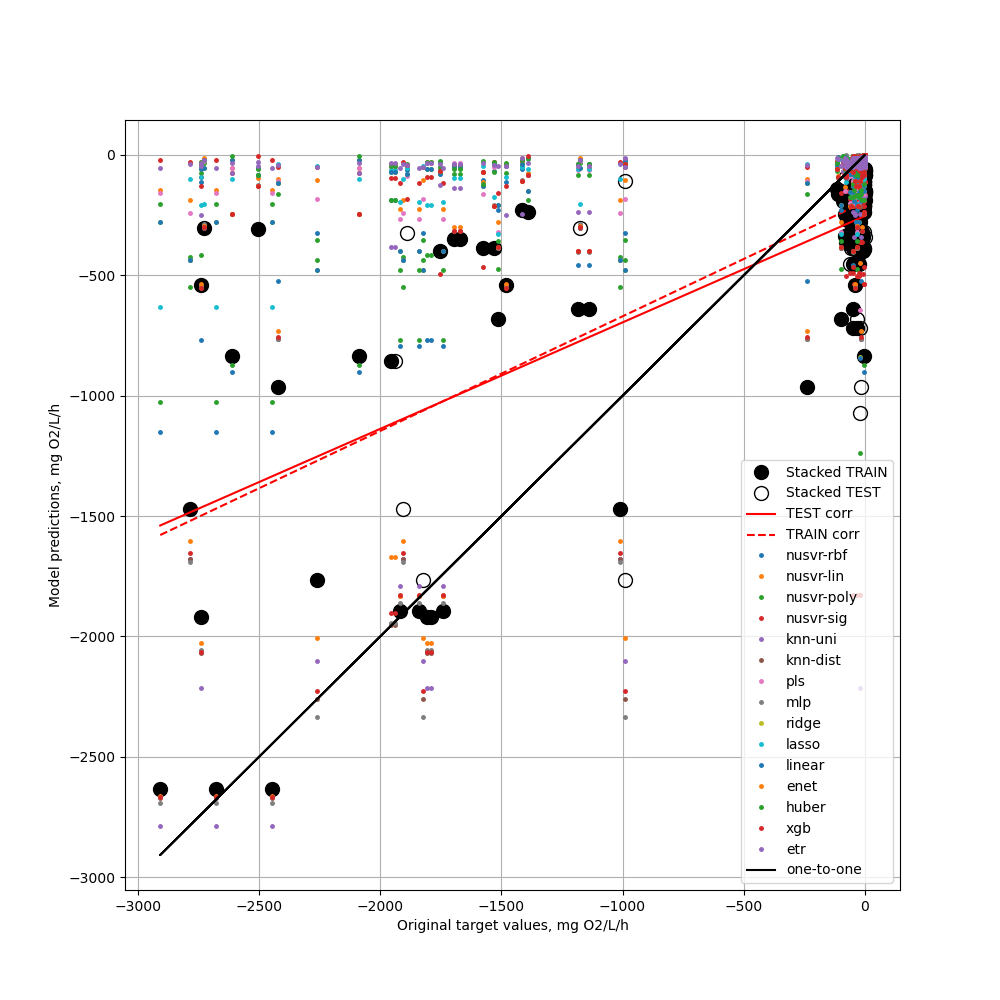 0
−500
−1000
−1500
−2000
−2500
−3000
Model predictions, mg O2/L/h
Stacked TRAIN
Stacked TEST
TEST corr
TRAIN corr
nusvr-rbf
nusvr-lin
nusvr-poly
nusvr-sig
knn-uni
knn-dist
pls
mlp
ridge
lasso
linear
enet
huber
xgb
etr
one-to-one
−3000 −2500 −2000 −1500 −1000 −500 0
Original target values, mg O2/L/h